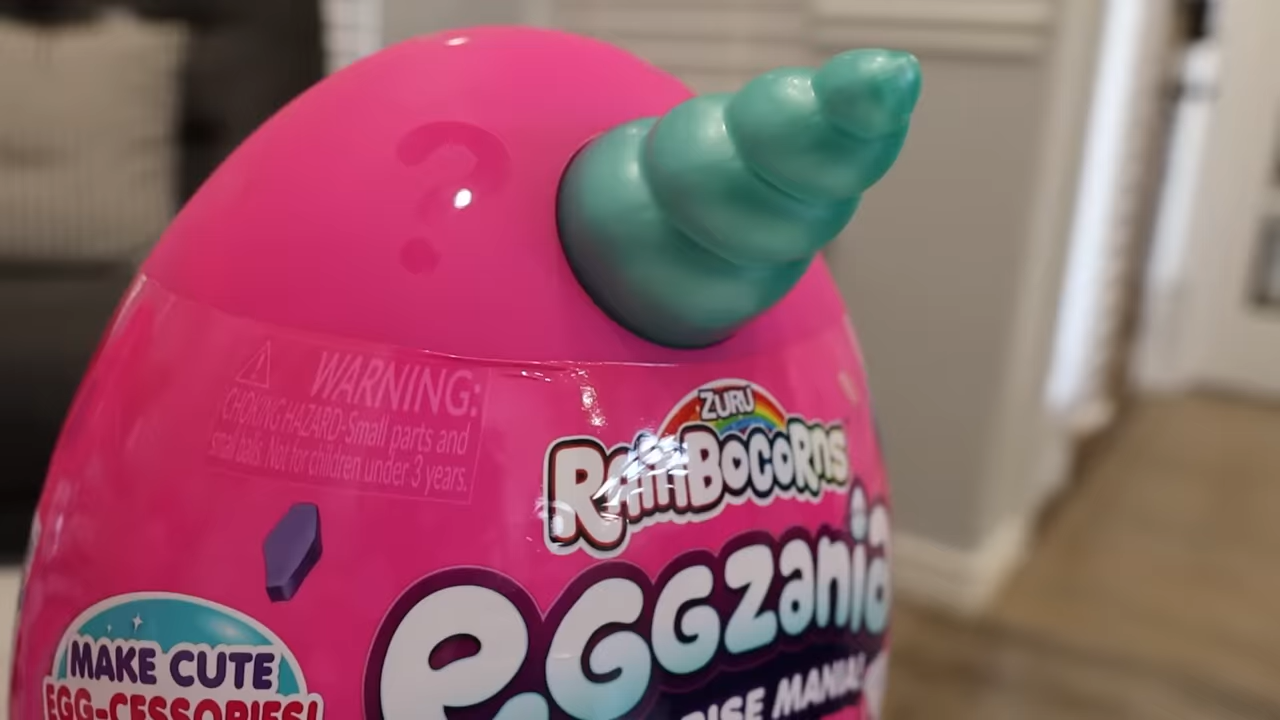 ?
WARNING:
CHOKING HAZARD-Small parts and
small balls. Not for children under 3 years.
ZURU
RAINBOCORNS
eGGzania
MANIA
MAKE CUTE
EGG-CESSORIES!